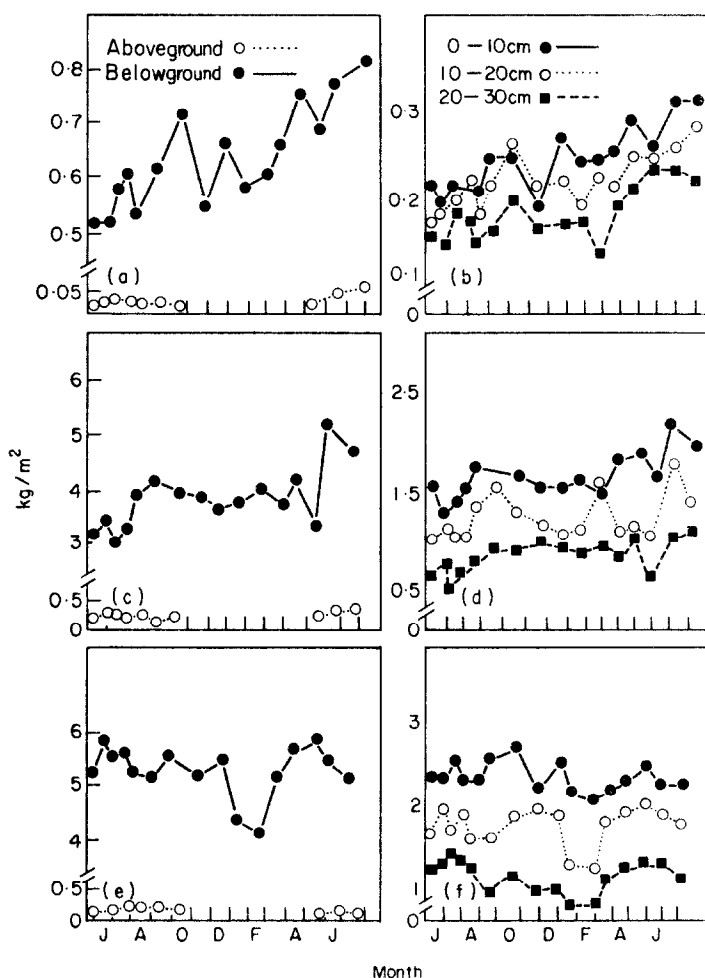 Aboveground
Belowground
0 – 10cm
10 – 20cm
20 – 30cm
0·8
0·7
0·6
0·5
0·05
(a)
0·3
0·2
0·1
0
(b)
6
5
4
3
0·5
0
(c)
2·5
1·5
0·5
0
(d)
6
5
4
0·5
0
(e)
3
2
1
0
(f)
kg/m²
J A O D F A J
J A O D F A J
Month